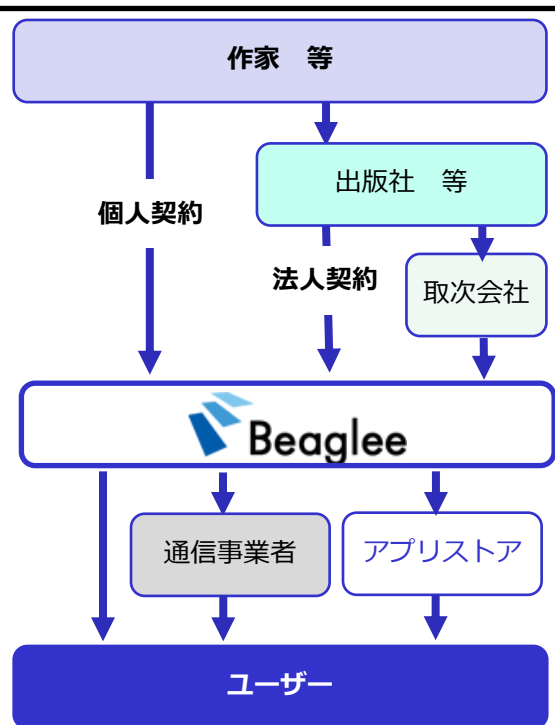 作家　等
出版社　等
個人契約
法人契約
取次会社
Beaglee
通信事業者
アプリストア
ユーザー